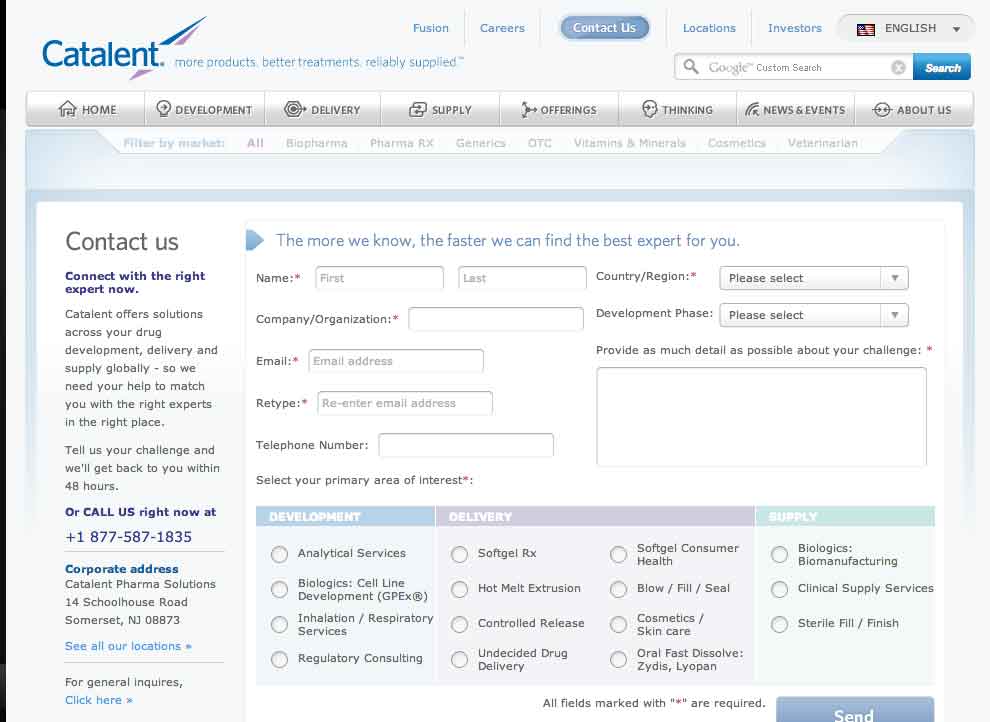 Fusion
Careers
Contact Us
Locations
Investors
ENGLISH
Catalent.
more products. better treatments. reliably supplied.™
Google™ Custom Search
Search
HOME
DEVELOPMENT
DELIVERY
SUPPLY
OFFERINGS
THINKING
NEWS & EVENTS
ABOUT US
Filter by market: All Biopharma Pharma RX Generics OTC Vitamins & Minerals Cosmetics Veterinarian
Contact us
Connect with the right
expert now.
Catalent offers solutions
across your drug
development, delivery and
supply globally - so we
need your help to match
you with the right experts
in the right place.
Tell us your challenge and
we'll get back to you within
48 hours.
Or CALL US right now at
+1 877-587-1835
Corporate address
Catalent Pharma Solutions
14 Schoolhouse Road
Somerset, NJ 08873
See all our locations »
For general inquires,
Click here »
The more we know, the faster we can find the best expert for you.
Name:* First Last
Company/Organization:*
Email:* Email address
Retype:* Re-enter email address
Telephone Number:
Country/Region:* Please select
Development Phase: Please select
Provide as much detail as possible about your challenge: *
Select your primary area of interest*:
DEVELOPMENT
Analytical Services
Biologics: Cell Line
Development (GPEx®)
Inhalation / Respiratory
Services
Regulatory Consulting
DELIVERY
Softgel Rx
Hot Melt Extrusion
Controlled Release
Undecided Drug
Delivery
Softgel Consumer
Health
Blow / Fill / Seal
Cosmetics /
Skin care
Oral Fast Dissolve:
Zydis, Lyopan
SUPPLY
Biologics:
Biomanufacturing
Clinical Supply Services
Sterile Fill / Finish
All fields marked with "*" are required.
Send